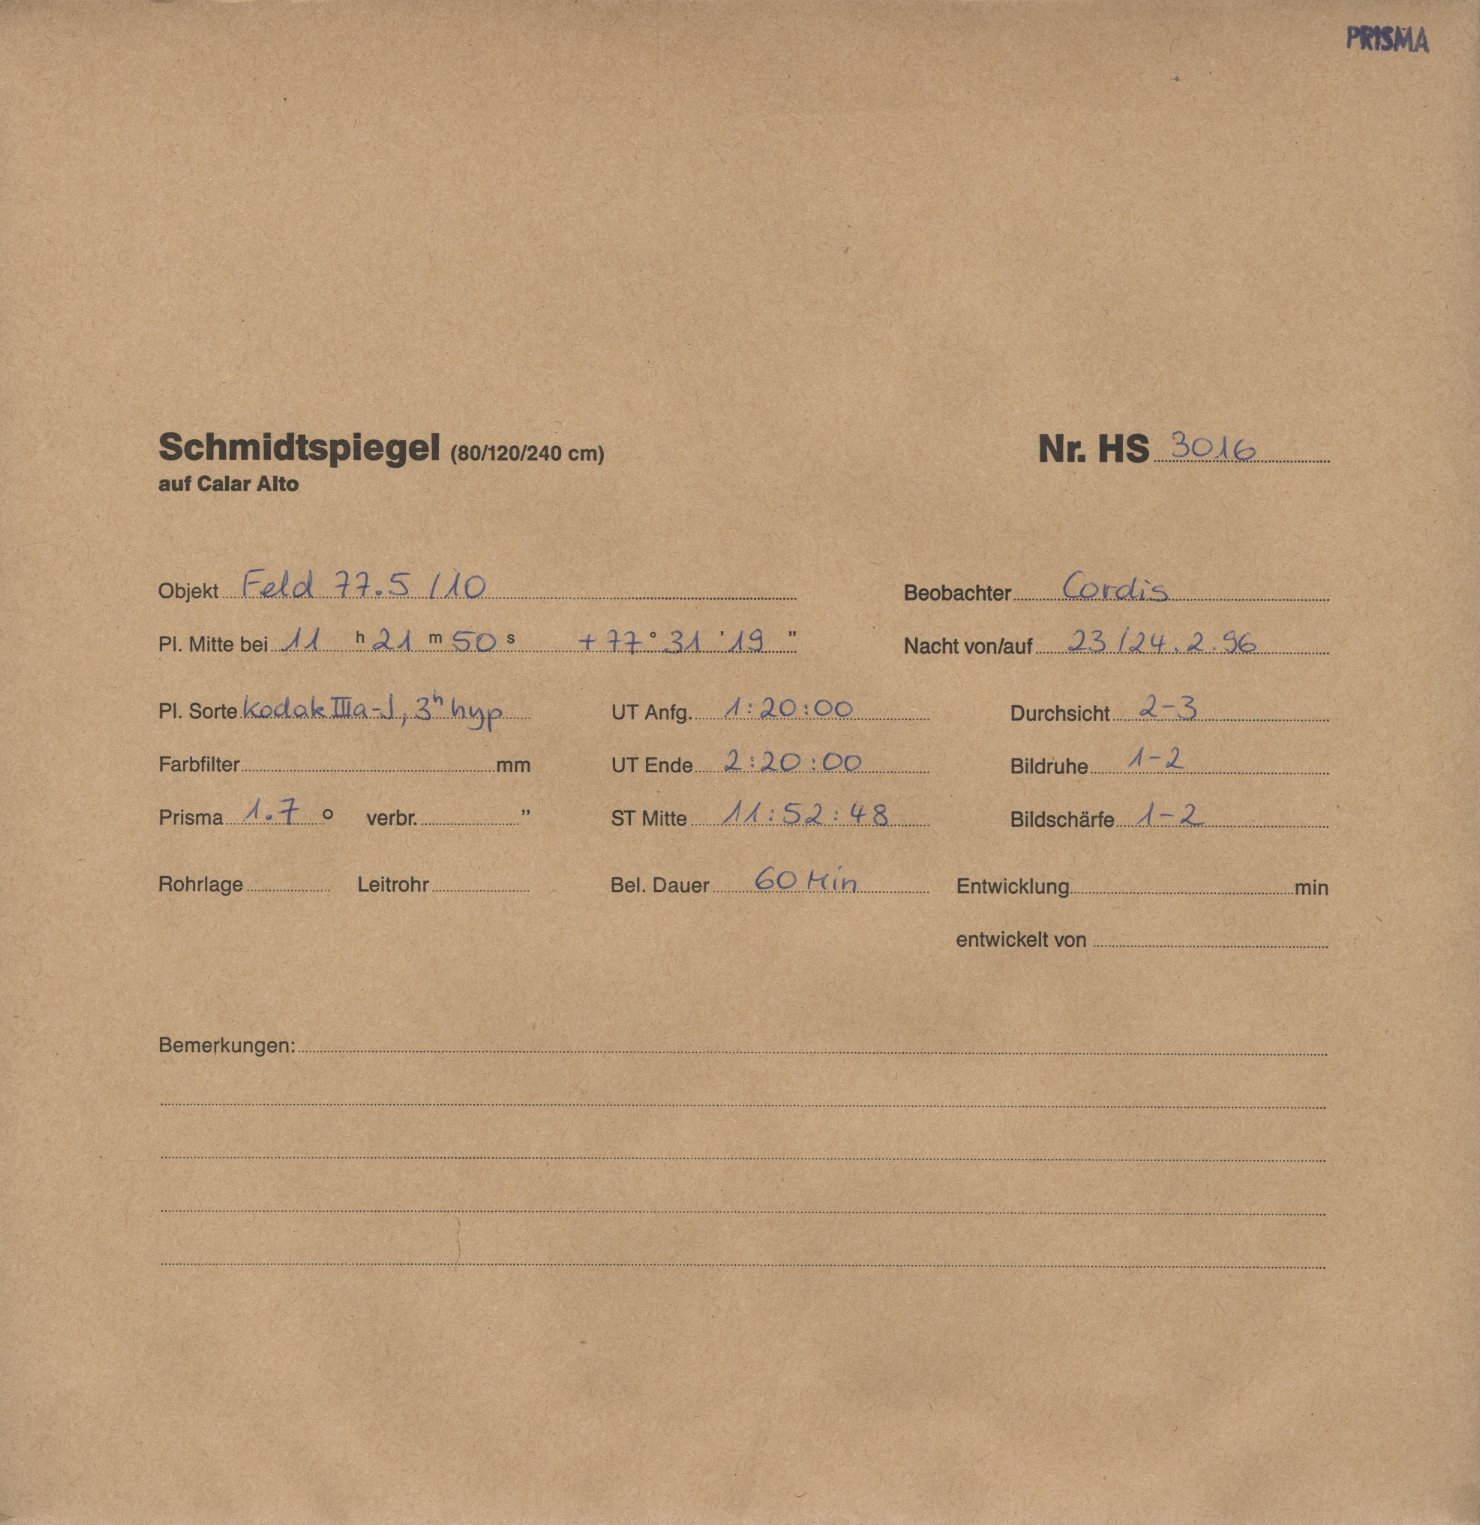 PRISMA
Schmidtspiegel (80/120/240 cm) Nr. HS 3016
auf Calar Alto
Objekt Feld 77.5 / 10 Beobachter Cordis
Pl. Mitte bei 11 h 21 m 50 s + 77 ° 31 ' 19 " Nacht von/auf 23/24.2.96
Pl. Sorte Kodak IIIa-J, 3h hyp UT Anfg. 1:20:00 Durchsicht 2-3
Farbfilter mm UT Ende 2:20:00 Bildruhe 1-2
Prisma 1.7 ° verbr. " ST Mitte 11:52:48 Bildschärfe 1-2
Rohrlage Leitrohr Bel. Dauer 60 Min Entwicklung min
entwickelt von
Bemerkungen: